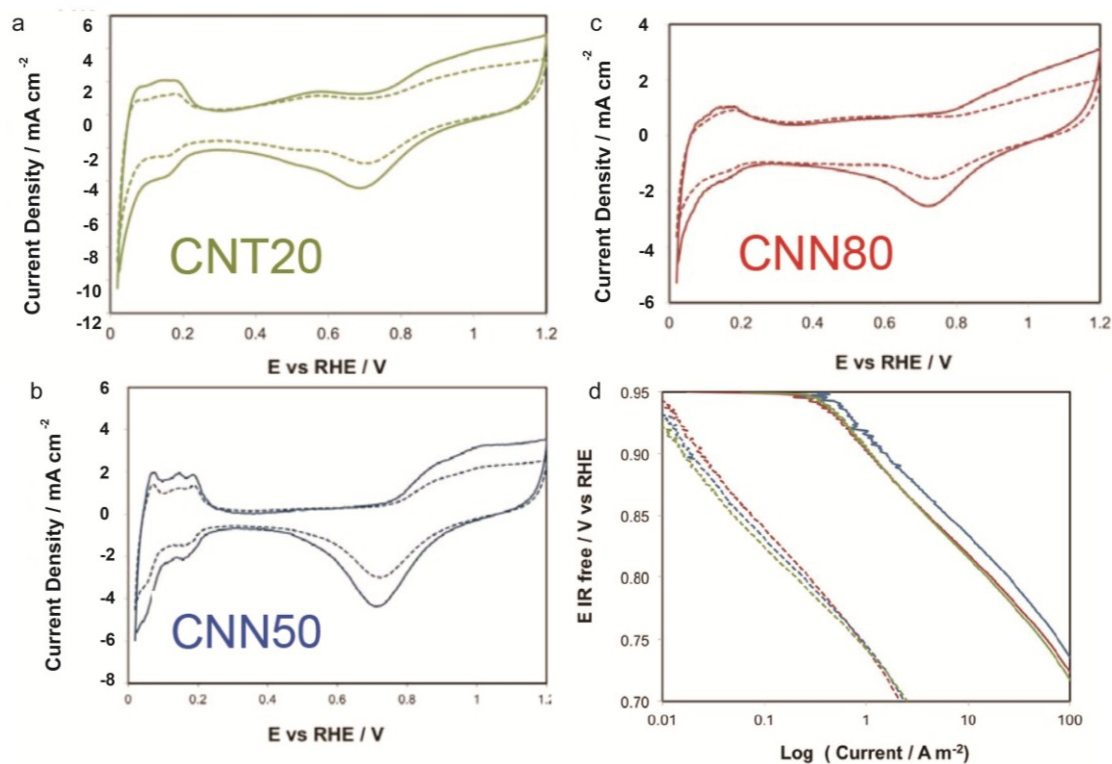 a
6
4
2
0
-2
-4
-6
-8
-10
-12
Current Density / mA cm-2
CNT20
0 0.2 0.4 0.6 0.8 1 1.2
E vs RHE / V
c
4
2
0
-2
-4
-6
Current Density / mA cm-2
CNN80
0 0.2 0.4 0.6 0.8 1 1.2
E vs RHE / V
b
6
4
2
0
-2
-4
-6
-8
Current Density / mA cm-2
CNN50
0 0.2 0.4 0.6 0.8 1
E vs RHE / V
d
0.95
0.90
0.85
0.80
0.75
0.70
E IR free / V vs RHE
0.01 0.1 1 10 100
Log ( Current / A m-2)